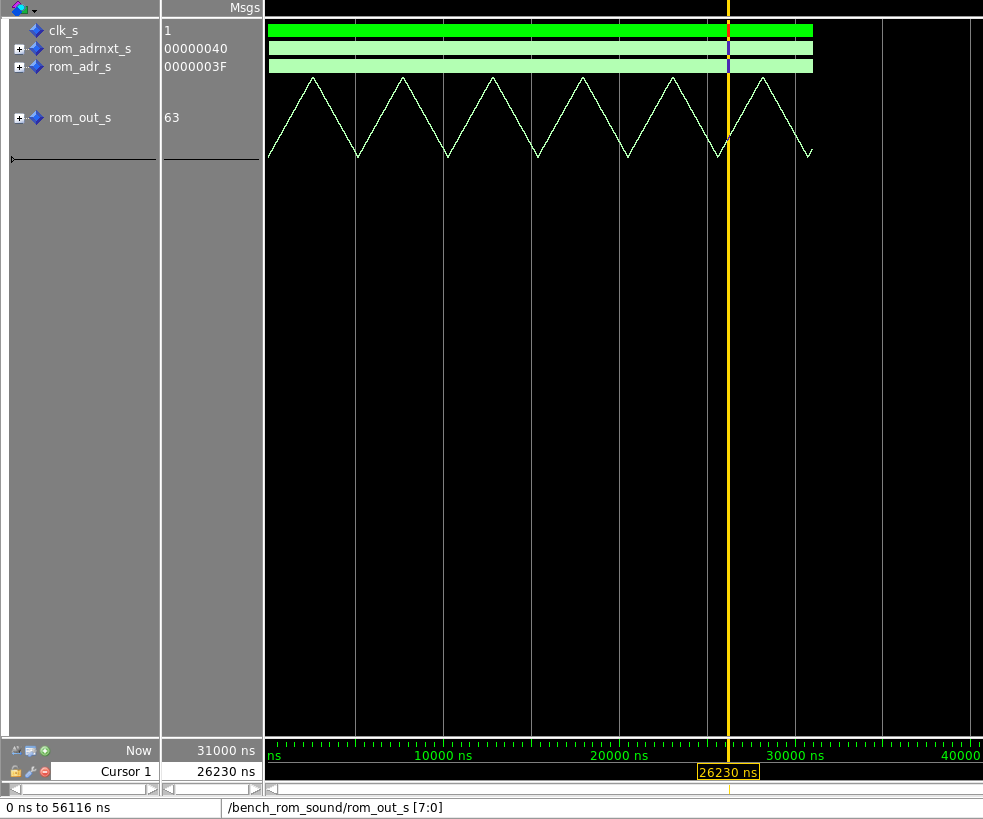 Msgs
clk_s 1
rom_adrnxt_s 00000040
rom_adr_s 0000003F
rom_out_s 63
Now 31000 ns ns 10000 ns 20000 ns 30000 ns 40000
Cursor 1 26230 ns 26230 ns
0 ns to 56116 ns /bench_rom_sound/rom_out_s [7:0]